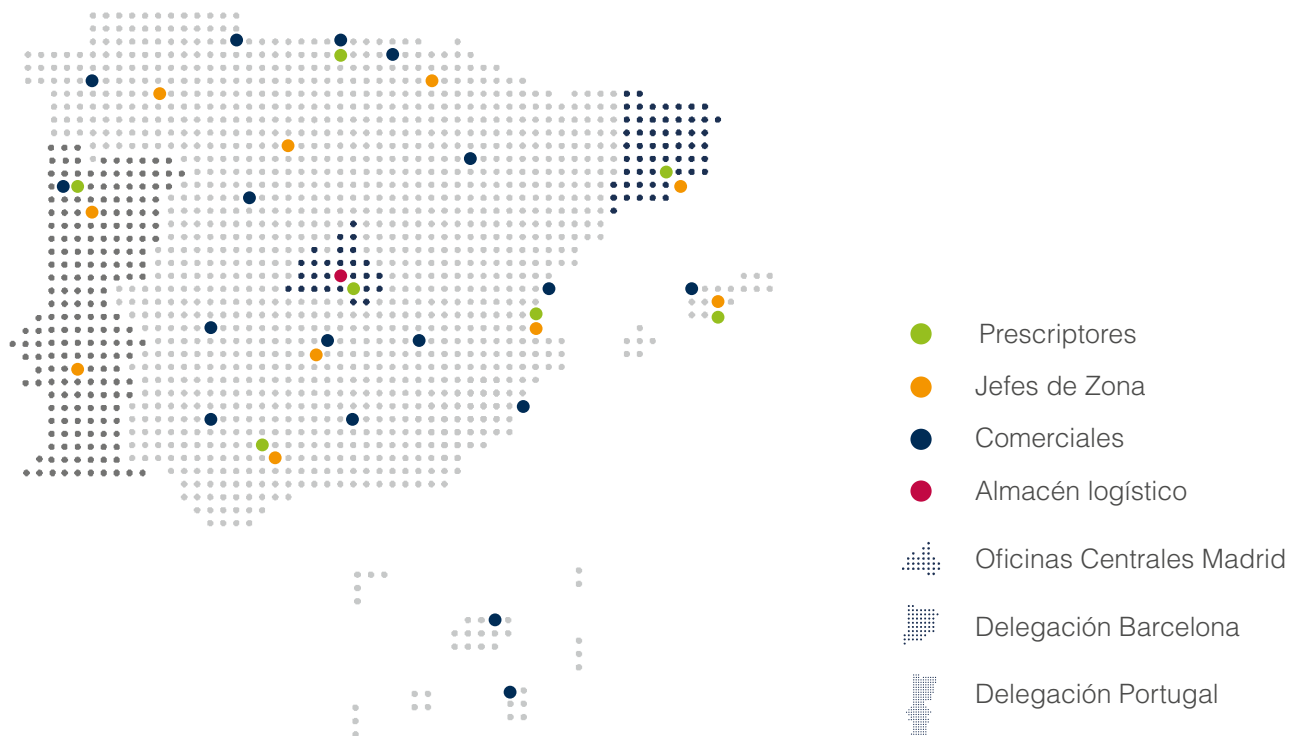 Prescriptores
Jefes de Zona
Comerciales
Almacén logístico
Oficinas Centrales Madrid
Delegación Barcelona
Delegación Portugal